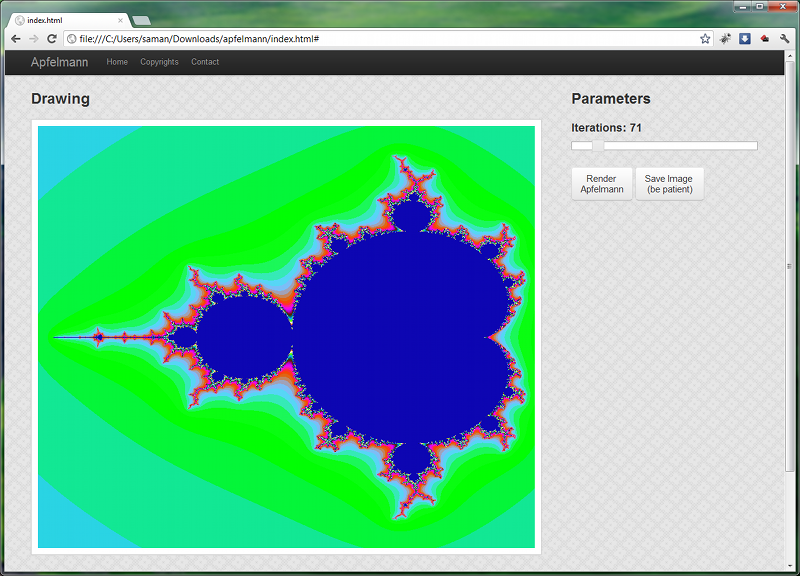 index.html
file:///C:/Users/saman/Downloads/apfelmann/index.html#
Apfelmann Home Copyrights Contact
Drawing
Parameters
Iterations: 71
Render
Apfelmann
Save Image
(be patient)